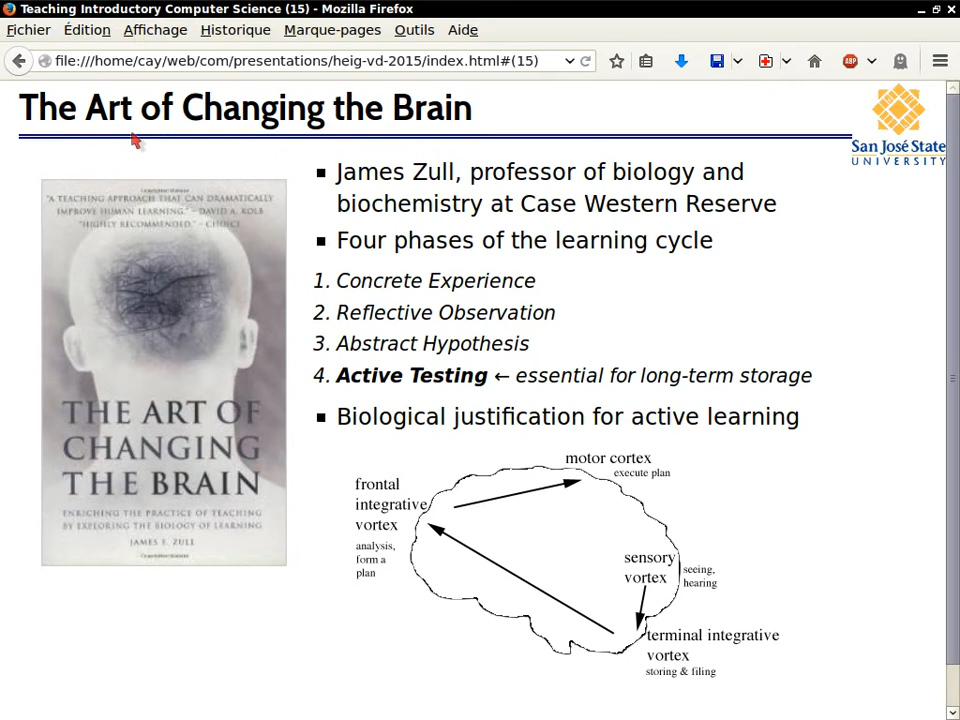 Teaching Introductory Computer Science (15) - Mozilla Firefox
Fichier Édition Affichage Historique Marque-pages Outils Aide
file:///home/cay/web/com/presentations/heig-vd-2015/index.html#(15)
ABP
The Art of Changing the Brain
San José State
UNIVERSITY
"A TEACHING APPROACH THAT CAN DRAMATICALLY
IMPROVE HUMAN LEARNING."—DAVID A. KOLB
"HIGHLY RECOMMENDED."—CHOICE
THE ART OF
CHANGING
THE BRAIN
ENRICHING THE PRACTICE OF TEACHING
BY EXPLORING THE BIOLOGY OF LEARNING
JAMES E. ZULL
▪ James Zull, professor of biology and
biochemistry at Case Western Reserve
▪ Four phases of the learning cycle
1. Concrete Experience
2. Reflective Observation
3. Abstract Hypothesis
4. Active Testing ← essential for long-term storage
▪ Biological justification for active learning
motor cortex
execute plan
frontal
integrative
vortex
analysis,
form a
plan
sensory
vortex
seeing,
hearing
terminal integrative
vortex
storing & filing